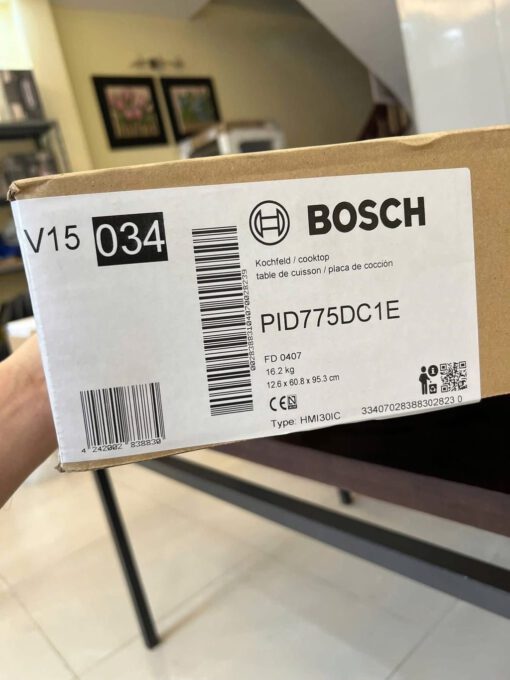 V15 034
BOSCH
Kochfeld / cooktop
table de cuisson / placa de cocción
PID775DC1E
FD 0407
16.2 kg
12.6 x 60.8 x 95.3 cm
CE
Type: HMI30IC
33407028388302823 0
4 242002 838830